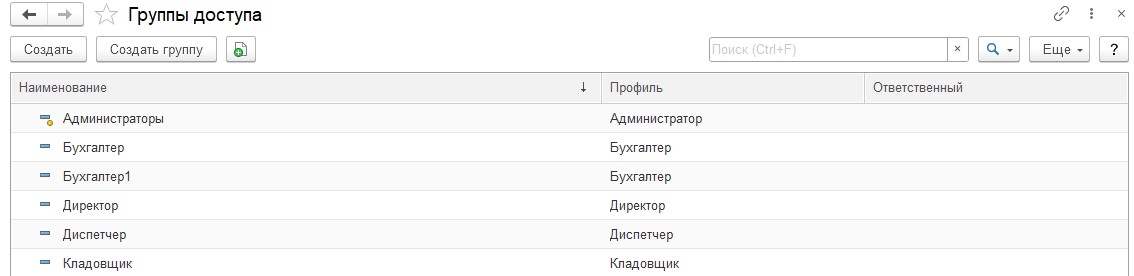 Группы доступа
Создать Создать группу Поиск (Ctrl+F) × Еще ?
Наименование ↓ Профиль Ответственный
Администраторы Администратор
Бухгалтер Бухгалтер
Бухгалтер1 Бухгалтер
Директор Директор
Диспетчер Диспетчер
Кладовщик Кладовщик